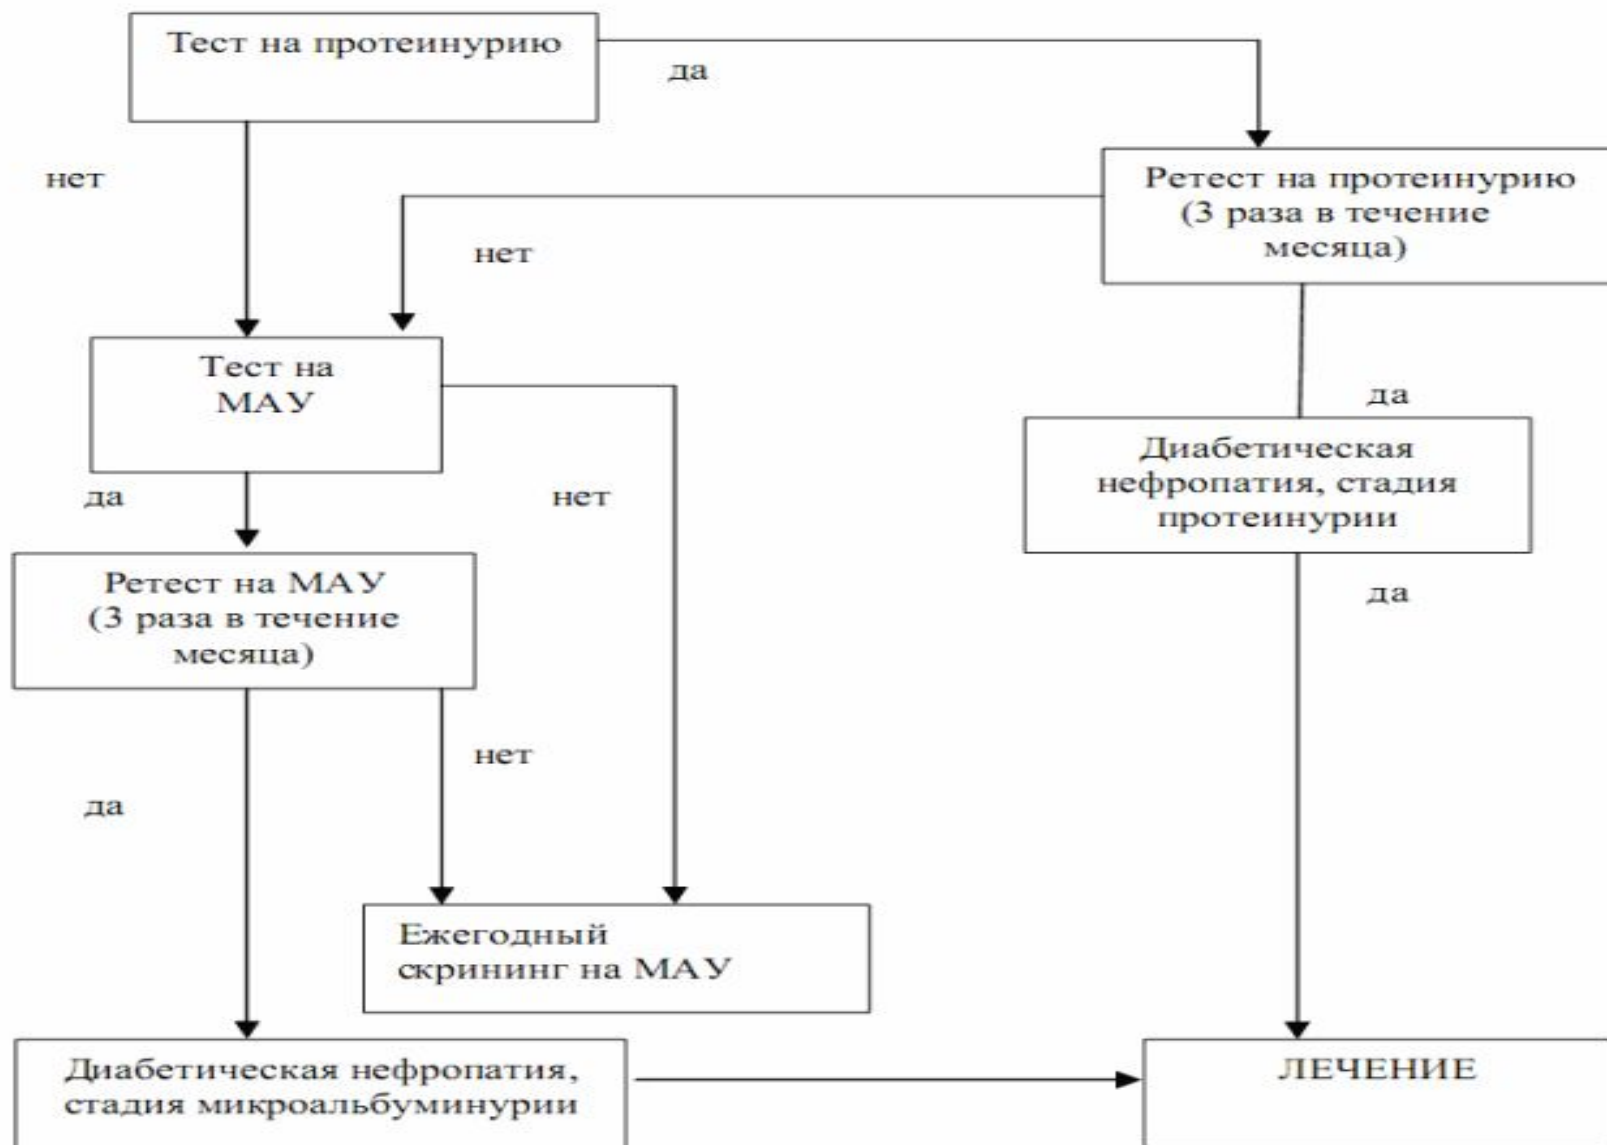 Тест на протеинурию
да
нет
Ретест на протеинурию
(3 раза в течение
месяца)
нет
Тест на
МАУ
да
Диабетическая
нефропатия, стадия
протеинурии
да
нет
Ретест на МАУ
(3 раза в течение
месяца)
да
нет
да
Ежегодный
скрининг на МАУ
Диабетическая нефропатия,
стадия микроальбуминурии
ЛЕЧЕНИЕ